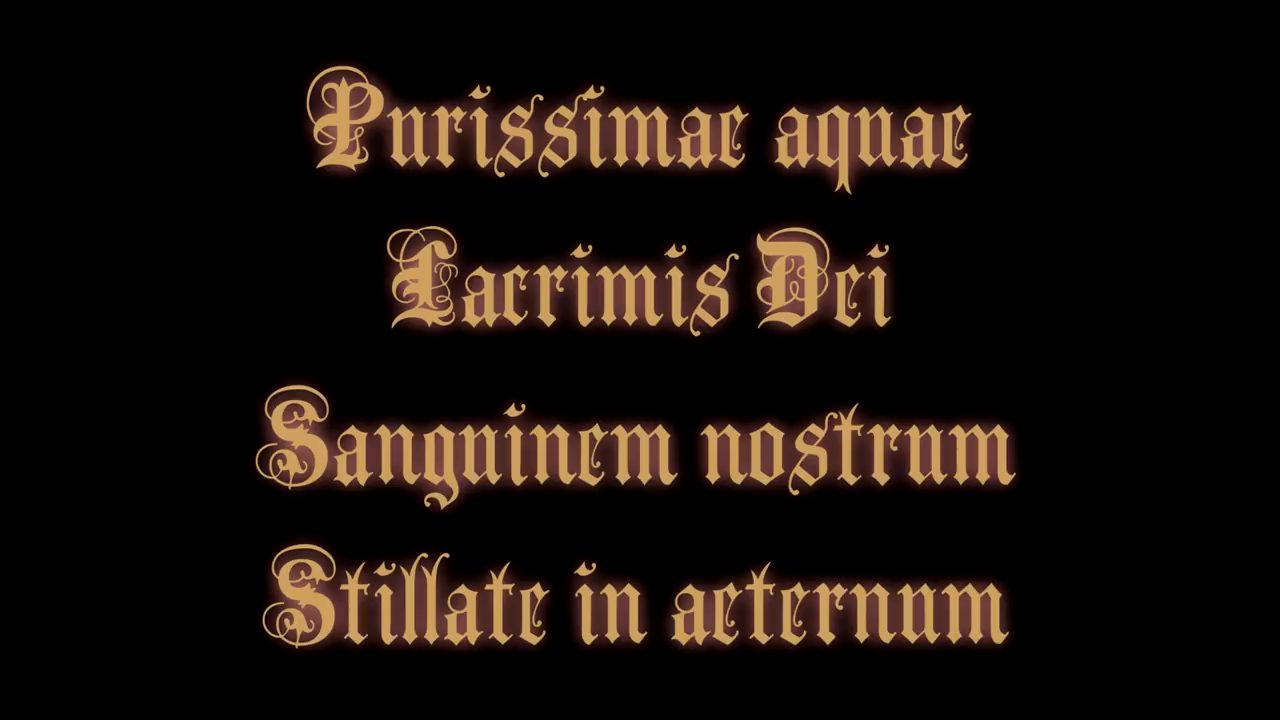 Purissimae aquae
Lacrimis Dei
Sanguinem nostrum
Stillate in aeternum